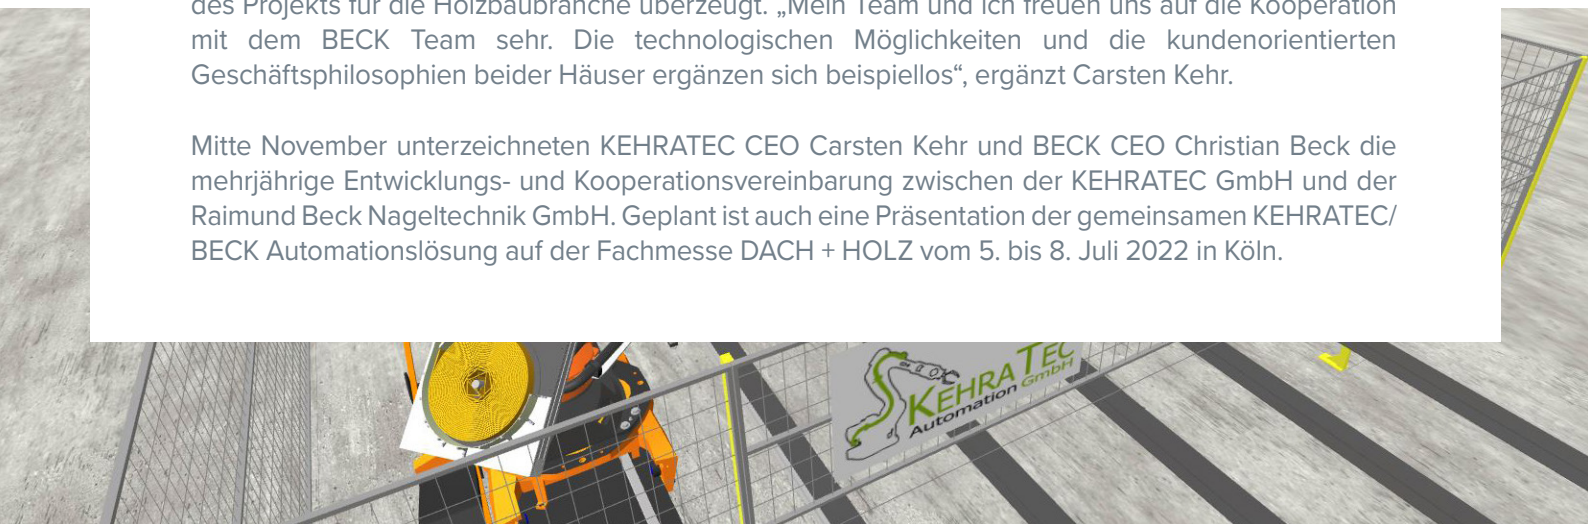 des Projekts für die Holzbaubranche überzeugt. „Mein Team und ich freuen uns auf die Kooperation
mit dem BECK Team sehr. Die technologischen Möglichkeiten und die kundenorientierten
Geschäftsphilosophien beider Häuser ergänzen sich beispiellos“, ergänzt Carsten Kehr.
Mitte November unterzeichneten KEHRATEC CEO Carsten Kehr und BECK CEO Christian Beck die
mehrjährige Entwicklungs- und Kooperationsvereinbarung zwischen der KEHRATEC GmbH und der
Raimund Beck Nageltechnik GmbH. Geplant ist auch eine Präsentation der gemeinsamen KEHRATEC/
BECK Automationslösung auf der Fachmesse DACH + HOLZ vom 5. bis 8. Juli 2022 in Köln.
KEHRATEC
Automation GmbH